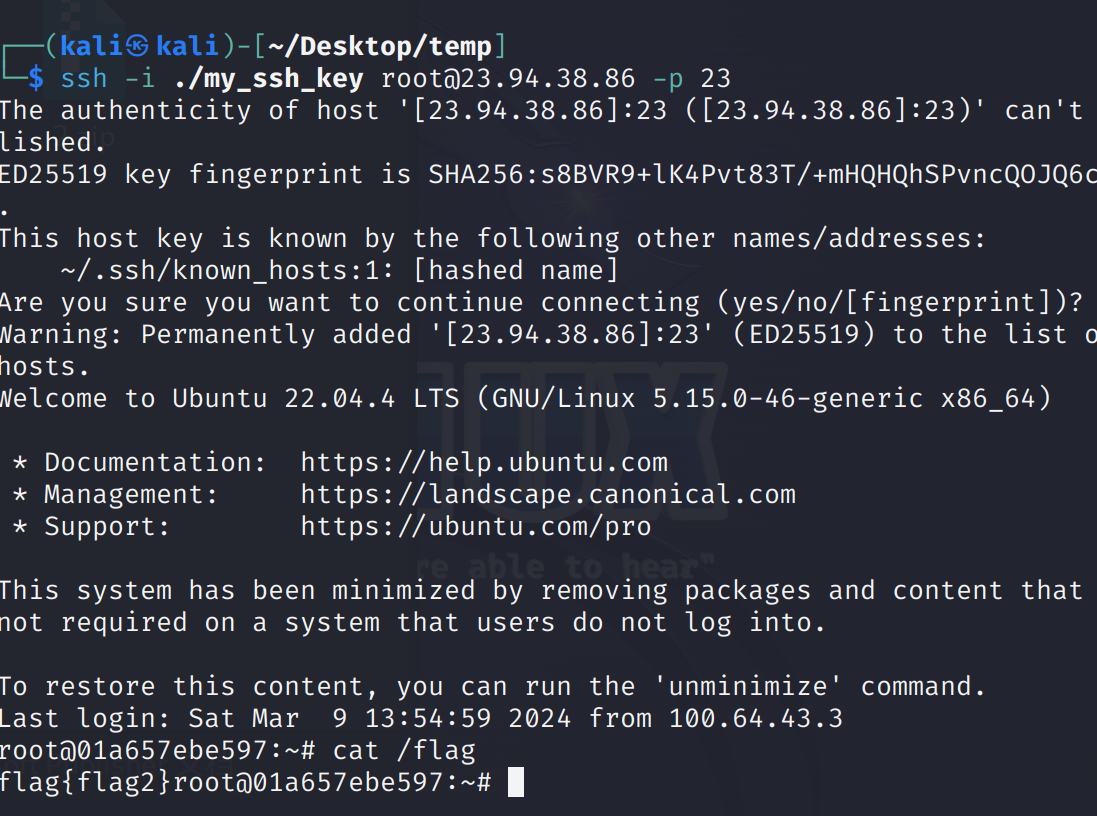 ┌──(kali㉿kali)-[~/Desktop/temp]
└─$ ssh -i ./my_ssh_key root@23.94.38.86 -p 23
The authenticity of host '[23.94.38.86]:23 ([23.94.38.86]:23)' can't
lished.
ED25519 key fingerprint is SHA256:s8BVR9+lK4Pvt83T/+mHQHQhSPvncQOJQ6c
.
This host key is known by the following other names/addresses:
    ~/.ssh/known_hosts:1: [hashed name]
Are you sure you want to continue connecting (yes/no/[fingerprint])?
Warning: Permanently added '[23.94.38.86]:23' (ED25519) to the list o
hosts.
Welcome to Ubuntu 22.04.4 LTS (GNU/Linux 5.15.0-46-generic x86_64)

 * Documentation:  https://help.ubuntu.com
 * Management:     https://landscape.canonical.com
 * Support:        https://ubuntu.com/pro

re able to hear"
This system has been minimized by removing packages and content that
not required on a system that users do not log into.

To restore this content, you can run the 'unminimize' command.
Last login: Sat Mar  9 13:54:59 2024 from 100.64.43.3
root@01a657ebe597:~# cat /flag
flag{flag2}root@01a657ebe597:~#